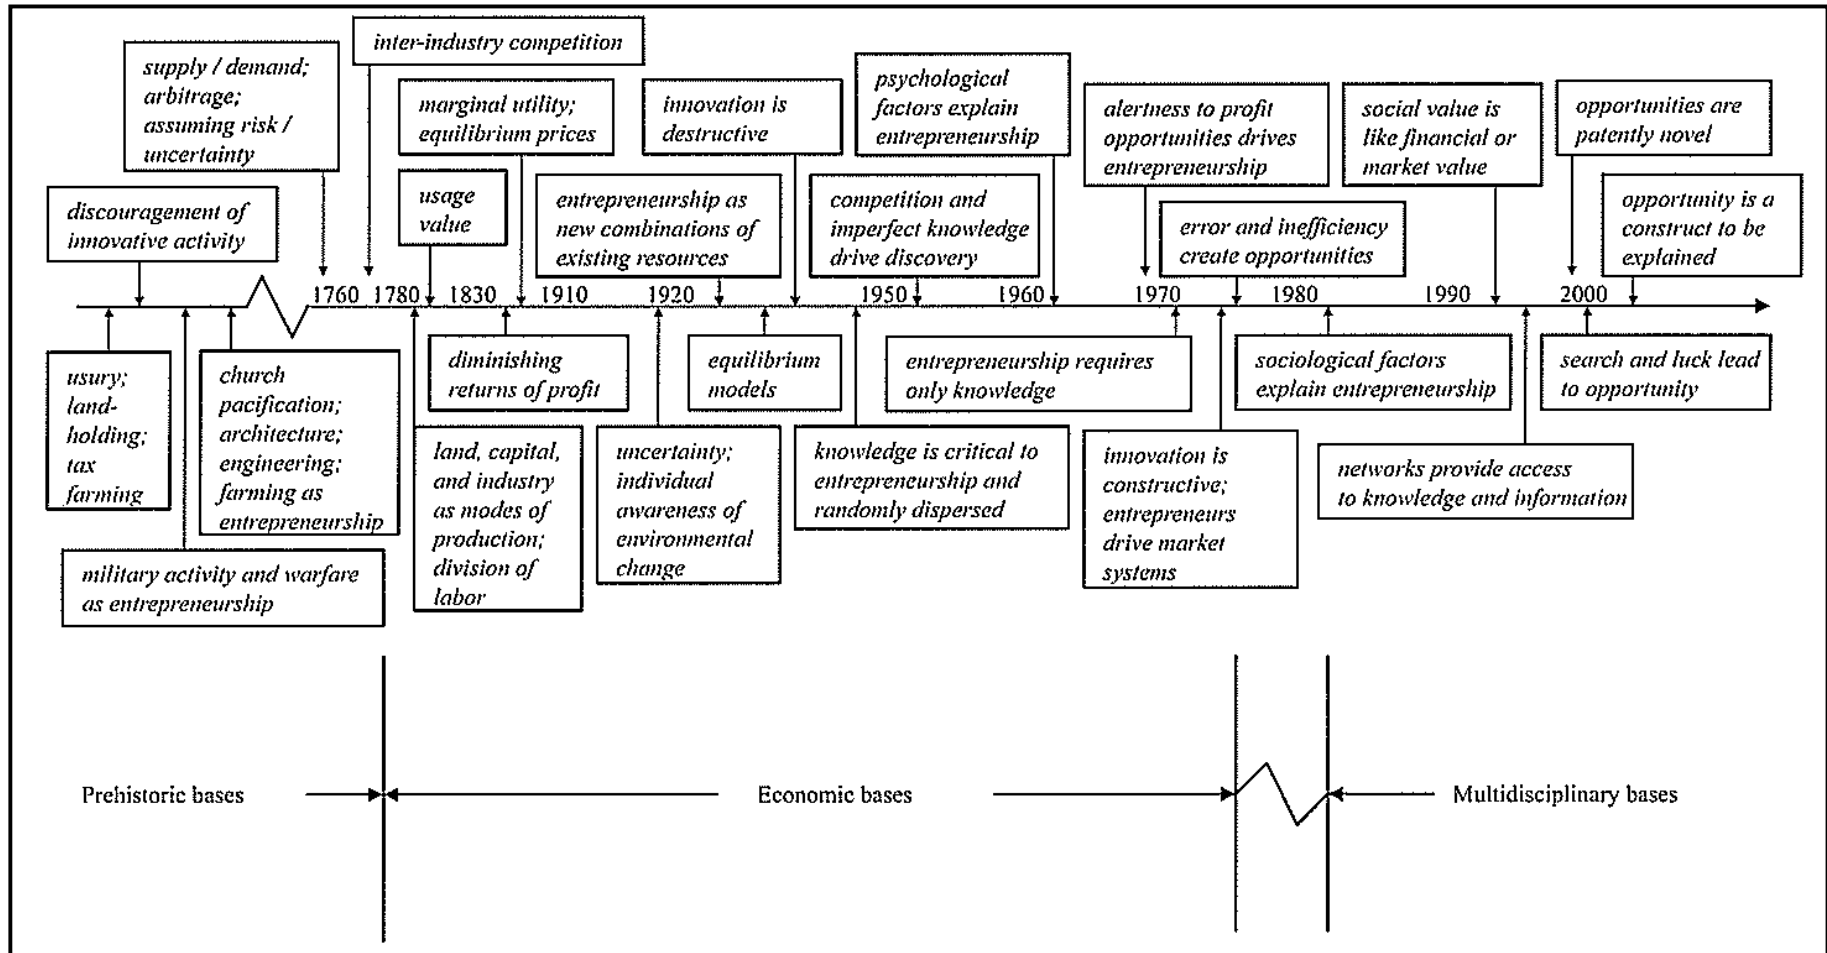 inter-industry competition
supply / demand;
arbitrage;
assuming risk /
uncertainty
marginal utility;
equilibrium prices
innovation is
destructive
psychological
factors explain
entrepreneurship
alertness to profit
opportunities drives
entrepreneurship
social value is
like financial or
market value
opportunities are
patently novel
discouragement of
innovative activity
usage
value
entrepreneurship as
new combinations of
existing resources
competition and
imperfect knowledge
drive discovery
error and inefficiency
create opportunities
opportunity is a
construct to be
explained
1760 1780 1830 1910 1920 1950 1960 1970 1980 1990 2000
usury;
land-
holding;
tax
farming
church
pacification;
architecture;
engineering;
farming as
entrepreneurship
diminishing
returns of profit
equilibrium
models
entrepreneurship requires
only knowledge
sociological factors
explain entrepreneurship
search and luck lead
to opportunity
military activity and warfare
as entrepreneurship
land, capital,
and industry
as modes of
production;
division of
labor
uncertainty;
individual
awareness of
environmental
change
knowledge is critical to
entrepreneurship and
randomly dispersed
innovation is
constructive;
entrepreneurs
drive market
systems
networks provide access
to knowledge and information
Prehistoric bases
Economic bases
Multidisciplinary bases